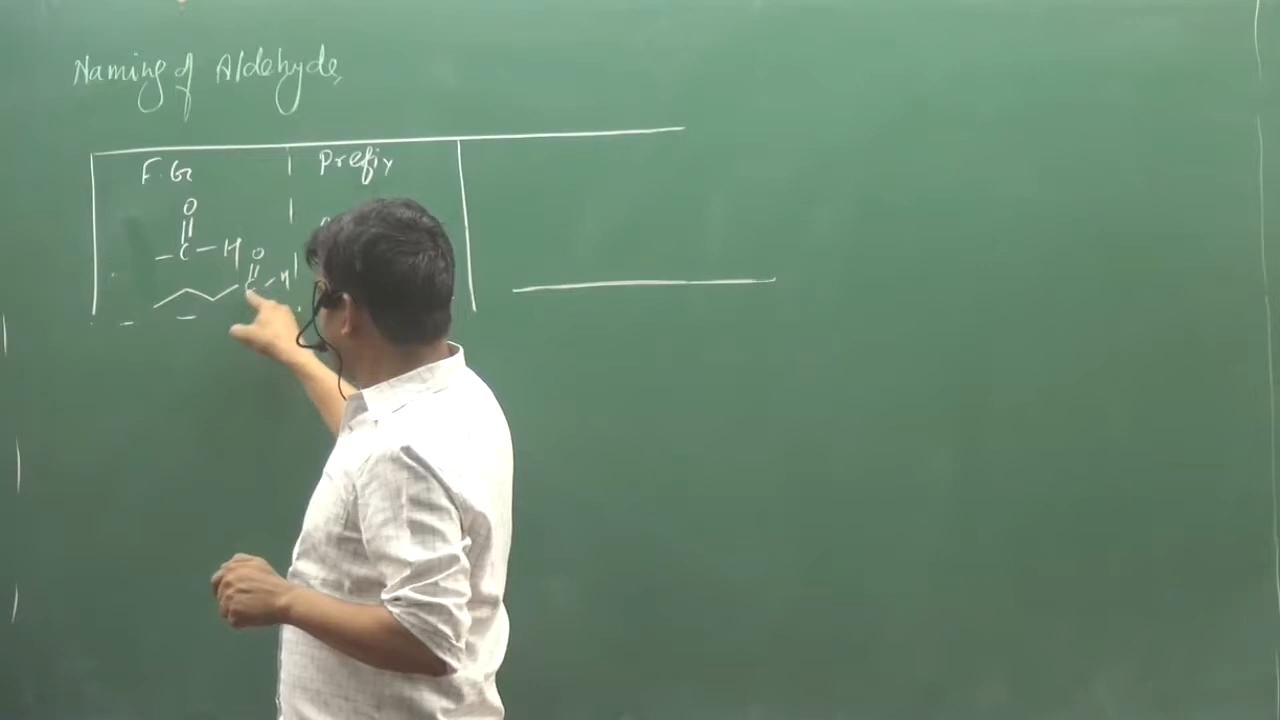 Naming of Aldehyde,
F. G Prefix
O
- C - H
O
C - H